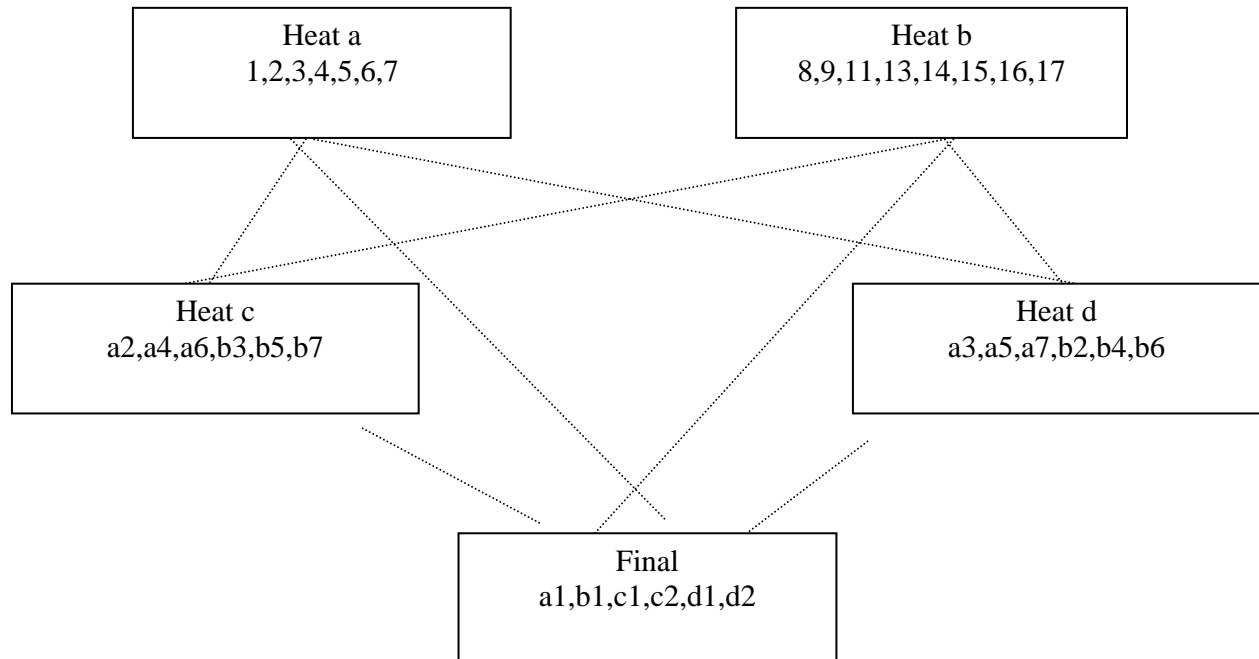 Heat a
1,2,3,4,5,6,7
Heat b
8,9,11,13,14,15,16,17
Heat c
a2,a4,a6,b3,b5,b7
Heat d
a3,a5,a7,b2,b4,b6
Final
a1,b1,c1,c2,d1,d2